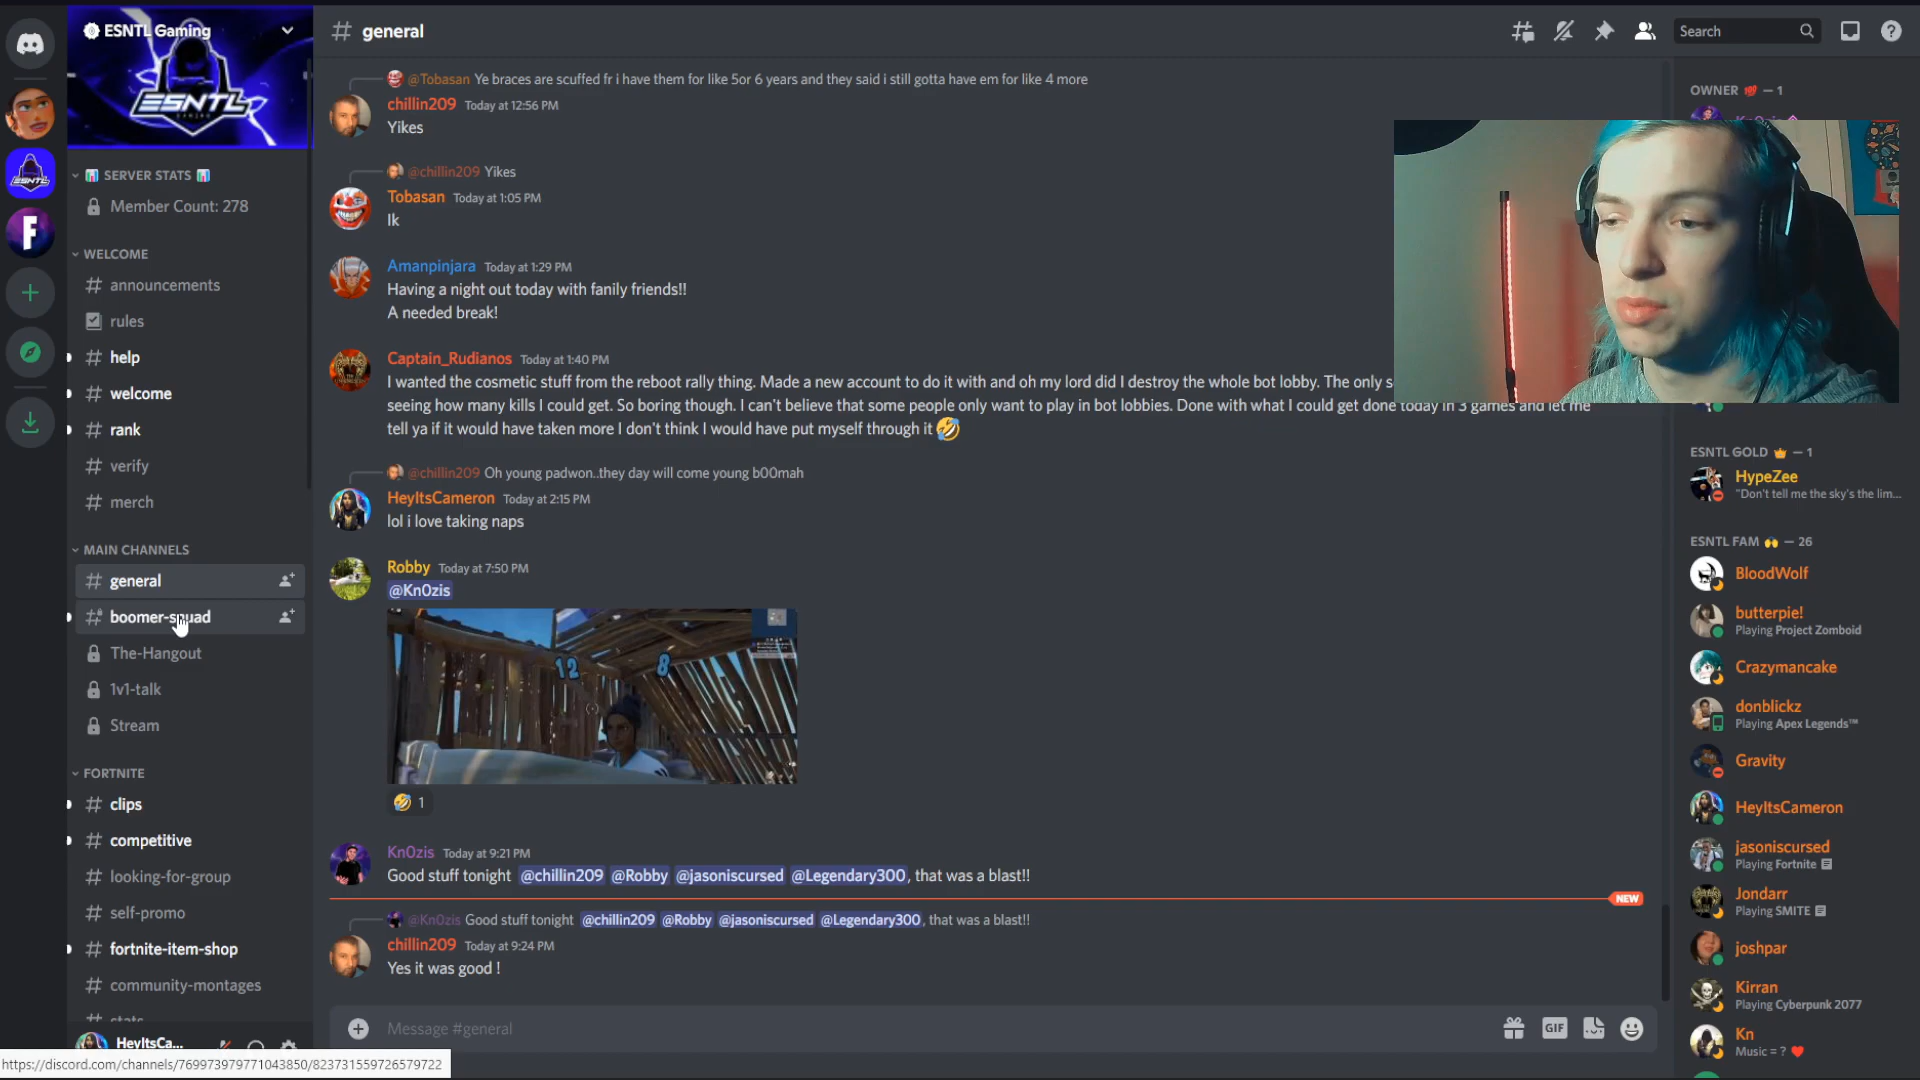 ESNTL Gaming
ESNTL
SERVER STATS
Member Count: 278
WELCOME
announcements
rules
help
welcome
rank
verify
merch
MAIN CHANNELS
general
boomer-squad
The-Hangout
1v1-talk
Stream
FORTNITE
clips
competitive
looking-for-group
self-promo
fortnite-item-shop
community-montages
stats
HeyItsCa...
https://discord.com/channels/769973979771043850/823731559726579722
# general
Search
@Tobasan Ye braces are scuffed fr i have them for like 5or 6 years and they said i still gotta have em for like 4 more
chillin209 Today at 12:56 PM
Yikes
@chillin209 Yikes
Tobasan Today at 1:05 PM
Ik
Amanpinjara Today at 1:29 PM
Having a night out today with fanily friends!!
A needed break!
Captain_Rudianos Today at 1:40 PM
I wanted the cosmetic stuff from the reboot rally thing. Made a new account to do it with and oh my lord did I destroy the whole bot lobby. The only s
seeing how many kills I could get. So boring though. I can't believe that some people only want to play in bot lobbies. Done with what I could get done today in 3 games and let me
tell ya if it would have taken more I don't think I would have put myself through it 🤣
@chillin209 Oh young padwon..they day will come young b00mah
HeyItsCameron Today at 2:15 PM
lol i love taking naps
Robby Today at 7:50 PM
@Kn0zis
12 8
🤣 1
Kn0zis Today at 9:21 PM
Good stuff tonight @chillin209 @Robby @jasoniscursed @Legendary300, that was a blast!!
NEW
@Kn0zis Good stuff tonight @chillin209 @Robby @jasoniscursed @Legendary300, that was a blast!!
chillin209 Today at 9:24 PM
Yes it was good !
Message #general
GIF
OWNER 💯 — 1
Kn0zis
ESNTL GOLD 👑 — 1
HypeZee
"Don't tell me the sky's the lim...
ESNTL FAM 🙌 — 26
BloodWolf
butterpie!
Playing Project Zomboid
Crazymancake
donblickz
Playing Apex Legends™
Gravity
HeyItsCameron
jasoniscursed
Playing Fortnite
Jondarr
Playing SMITE
joshpar
Kirran
Playing Cyberpunk 2077
Kn
Music = ? ❤️